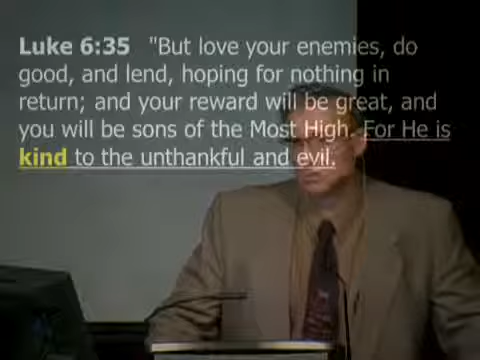 Luke 6:35 "But love your enemies, do
good, and lend, hoping for nothing in
return; and your reward will be great, and
you will be sons of the Most High. For He is
kind to the unthankful and evil.